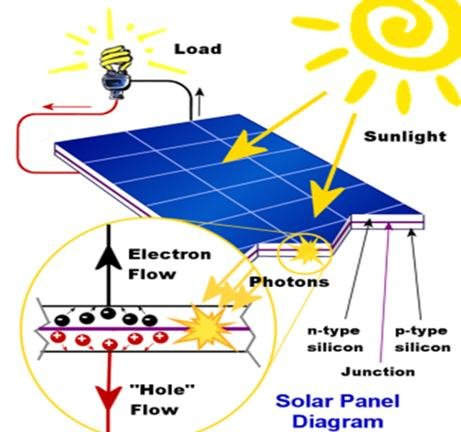 Load
Sunlight
Electron
Flow
Photons
n-type
silicon
p-type
silicon
Junction
"Hole"
Flow
Solar Panel
Diagram